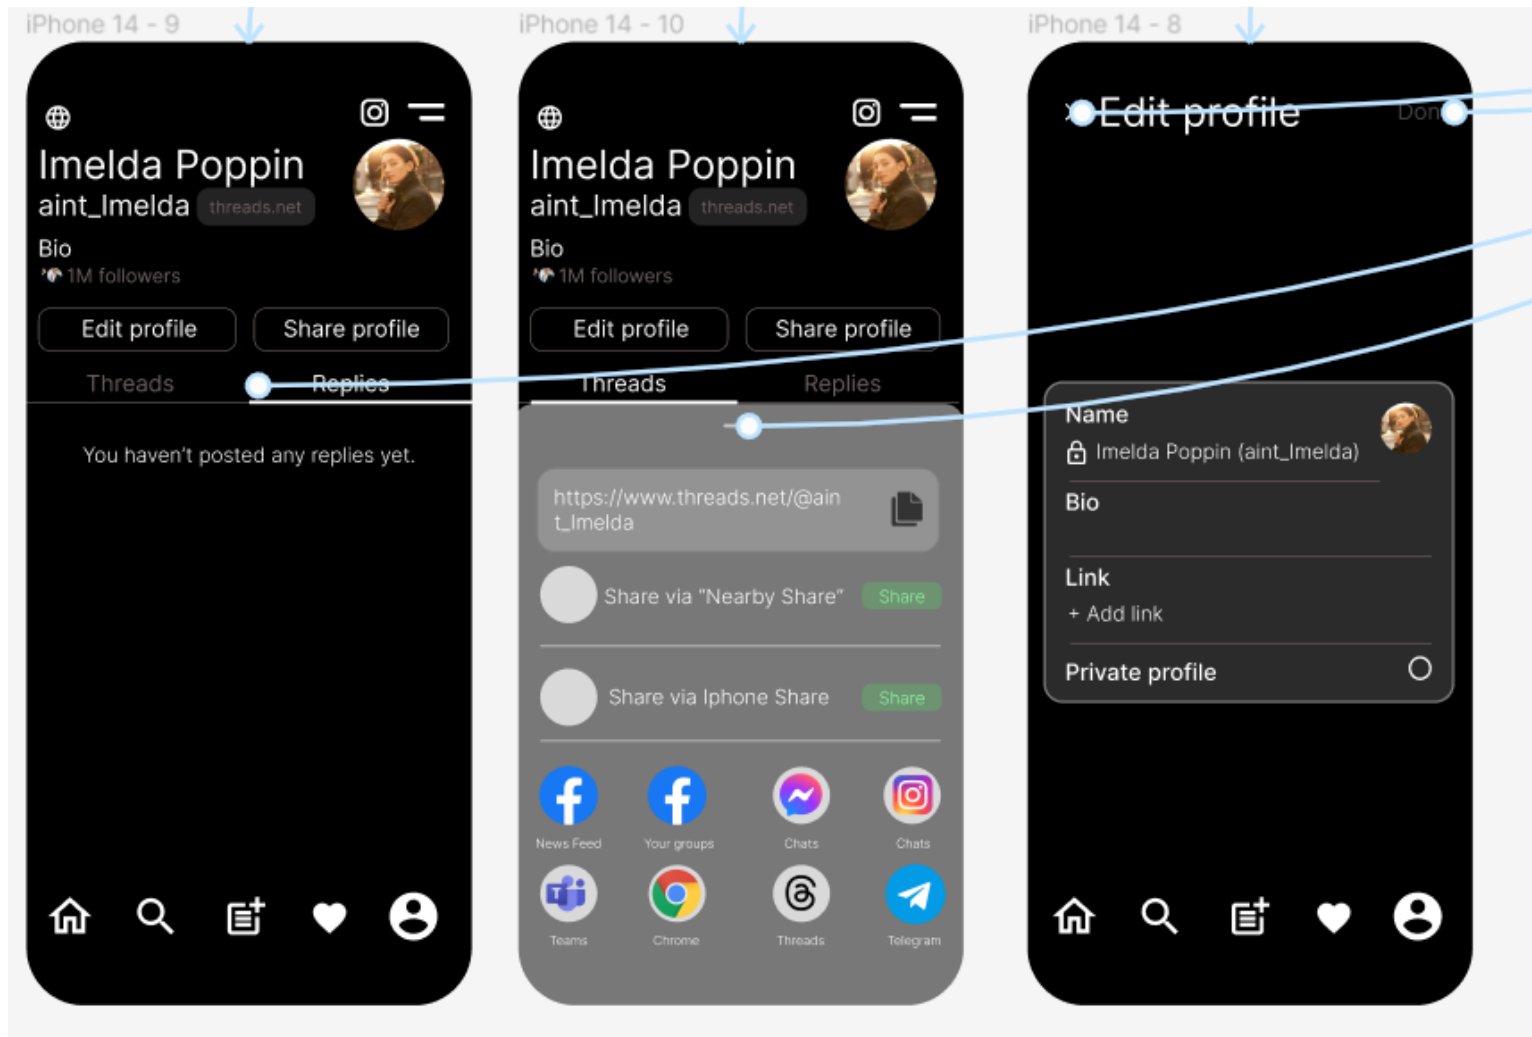 iPhone 14 - 9
Imelda Poppin
aint_Imelda threads.net
Bio
1M followers
Edit profile Share profile
Threads Replies
You haven't posted any replies yet.
iPhone 14 - 10
Imelda Poppin
aint_Imelda threads.net
Bio
1M followers
Edit profile Share profile
Threads Replies
https://www.threads.net/@ain
t_Imelda
Share via "Nearby Share" Share
Share via Iphone Share Share
News Feed Your groups Chats Chats
Teams Chrome Threads Telegram
iPhone 14 - 8
Edit profile Don
Name
Imelda Poppin (aint_Imelda)
Bio
Link
+ Add link
Private profile